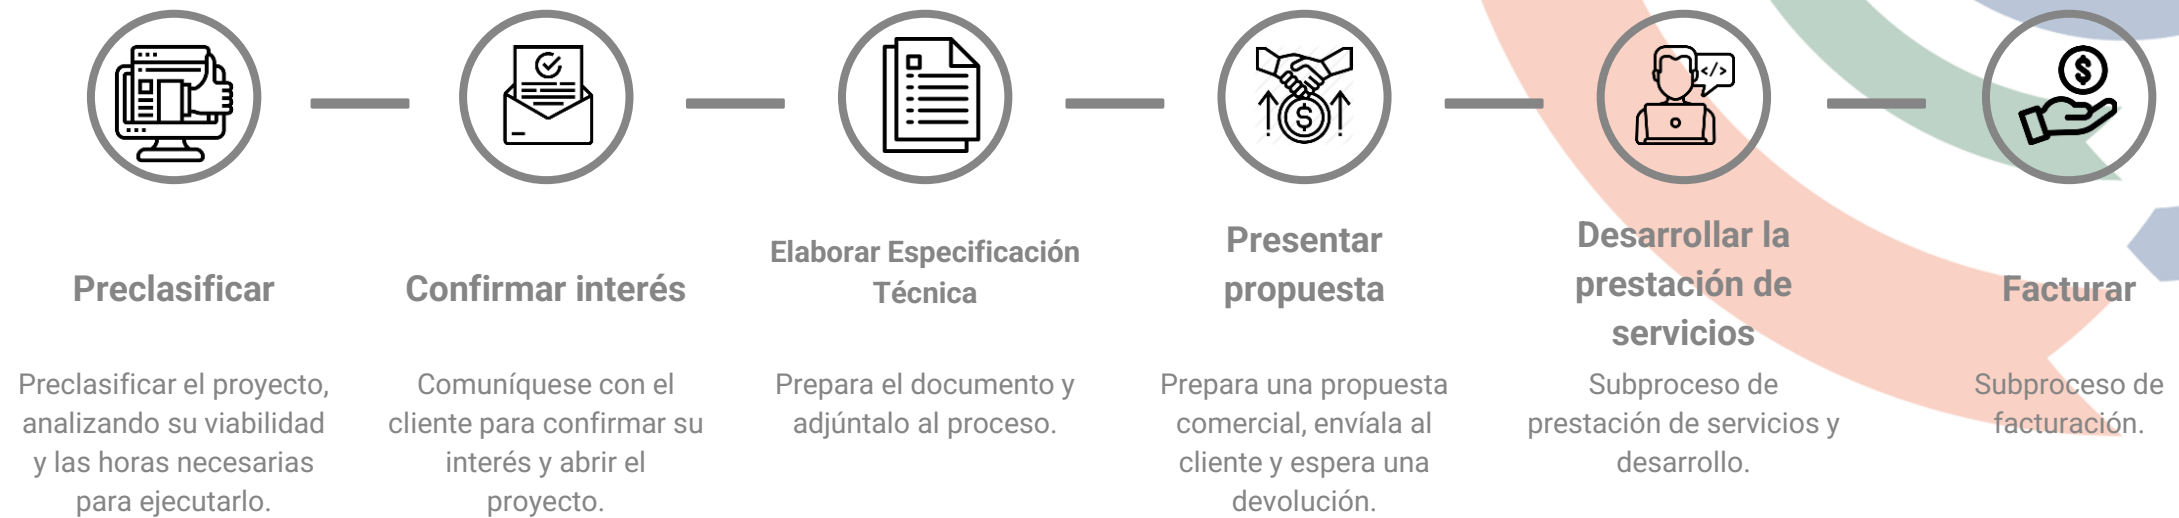 Preclasificar
Preclasificar el proyecto,
analizando su viabilidad
y las horas necesarias
para ejecutarlo.
Confirmar interés
Comuníquese con el
cliente para confirmar su
interés y abrir el
proyecto.
Elaborar Especificación
Técnica
Prepara el documento y
adjúntalo al proceso.
Presentar
propuesta
Prepara una propuesta
comercial, envíala al
cliente y espera una
devolución.
</>
Desarrollar la
prestación de
servicios
Subproceso de
prestación de servicios y
desarrollo.
Facturar
Subproceso de
facturación.